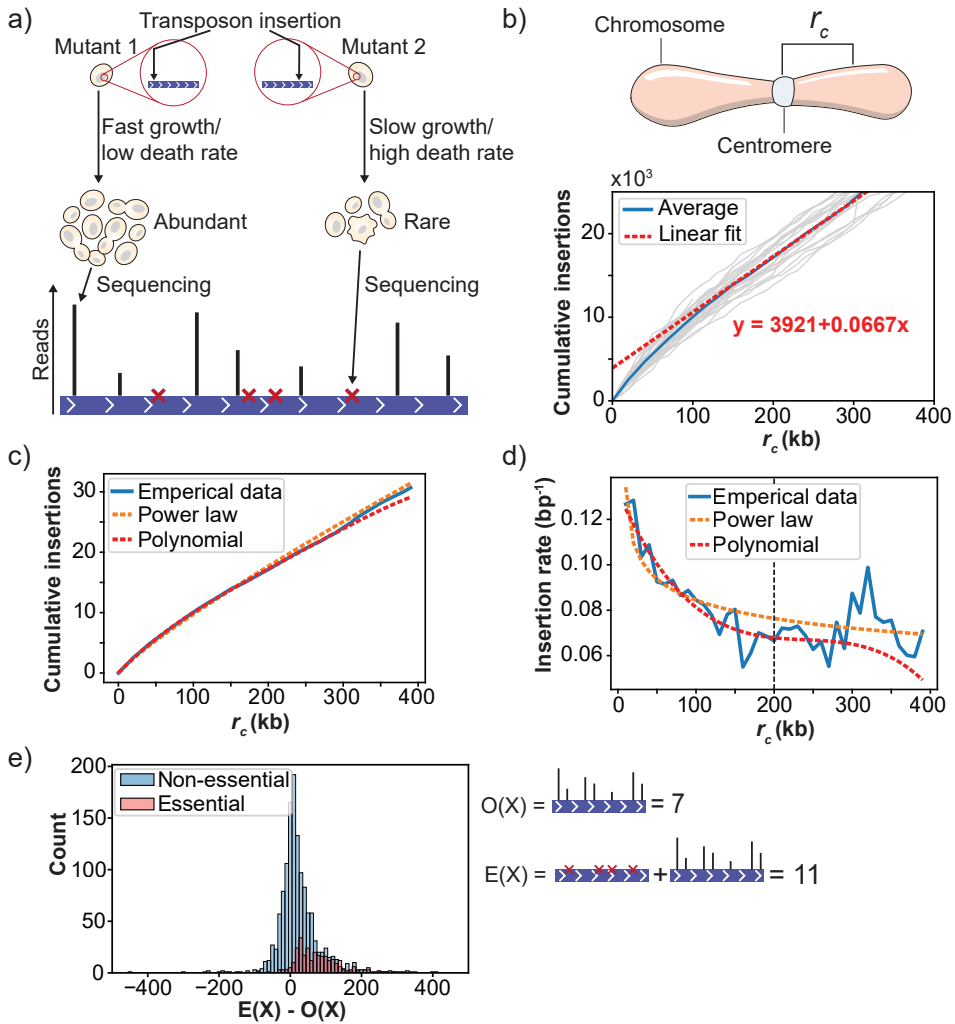 a)
Transposon insertion
Mutant 1
Mutant 2
Fast growth/
low death rate
Slow growth/
high death rate
Abundant
Rare
Sequencing
Sequencing
Reads
b)
r_c
Chromosome
Centromere
x10³
Cumulative insertions
20
10
0
Average
Linear fit
y = 3921+0.0667x
0 100 200 300 400
r_c (kb)
c)
Cumulative insertions
30
20
10
0
Emperical data
Power law
Polynomial
0 100 200 300 400
r_c (kb)
d)
Insertion rate (bp⁻¹)
0.12
0.10
0.08
0.06
Emperical data
Power law
Polynomial
0 100 200 300 400
r_c (kb)
e)
Count
200
150
100
50
0
Non-essential
Essential
−400 −200 0 200 400
E(X) - O(X)
O(X) = = 7
E(X) = + = 11